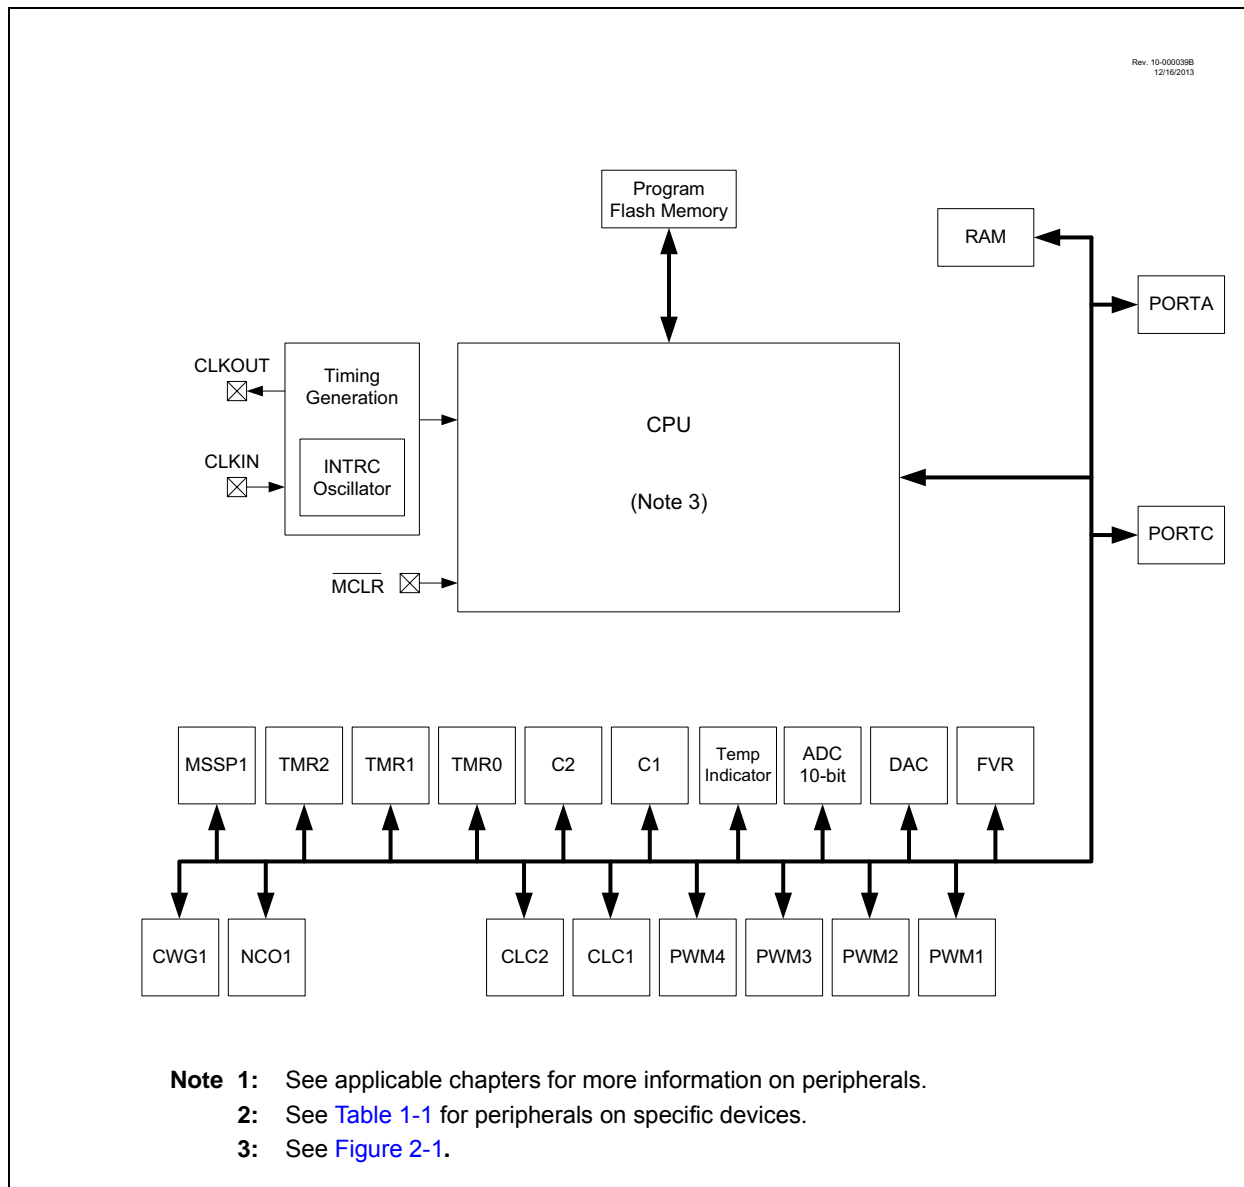 Rev. 10-000039B
12/16/2013
Program
Flash Memory
RAM
PORTA
CLKOUT
Timing
Generation
CPU
CLKIN
INTRC
Oscillator
(Note 3)
PORTC
MCLR
MSSP1
TMR2
TMR1
TMR0
C2
C1
Temp
Indicator
ADC
10-bit
DAC
FVR
CWG1
NCO1
CLC2
CLC1
PWM4
PWM3
PWM2
PWM1
Note 1: See applicable chapters for more information on peripherals.
2: See Table 1-1 for peripherals on specific devices.
3: See Figure 2-1.